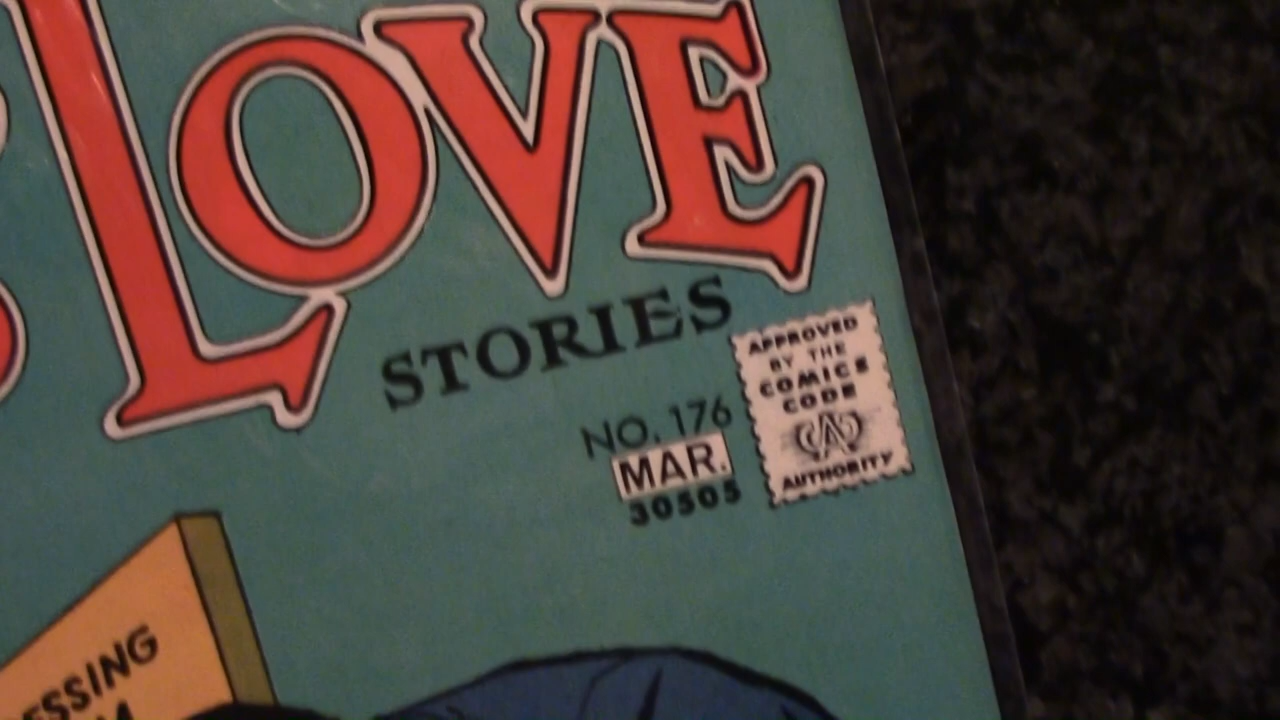 LOVE
STORIES
NO. 176
MAR.
30505
APPROVED
BY THE
COMICS
CODE
CA
AUTHORITY
ESSING